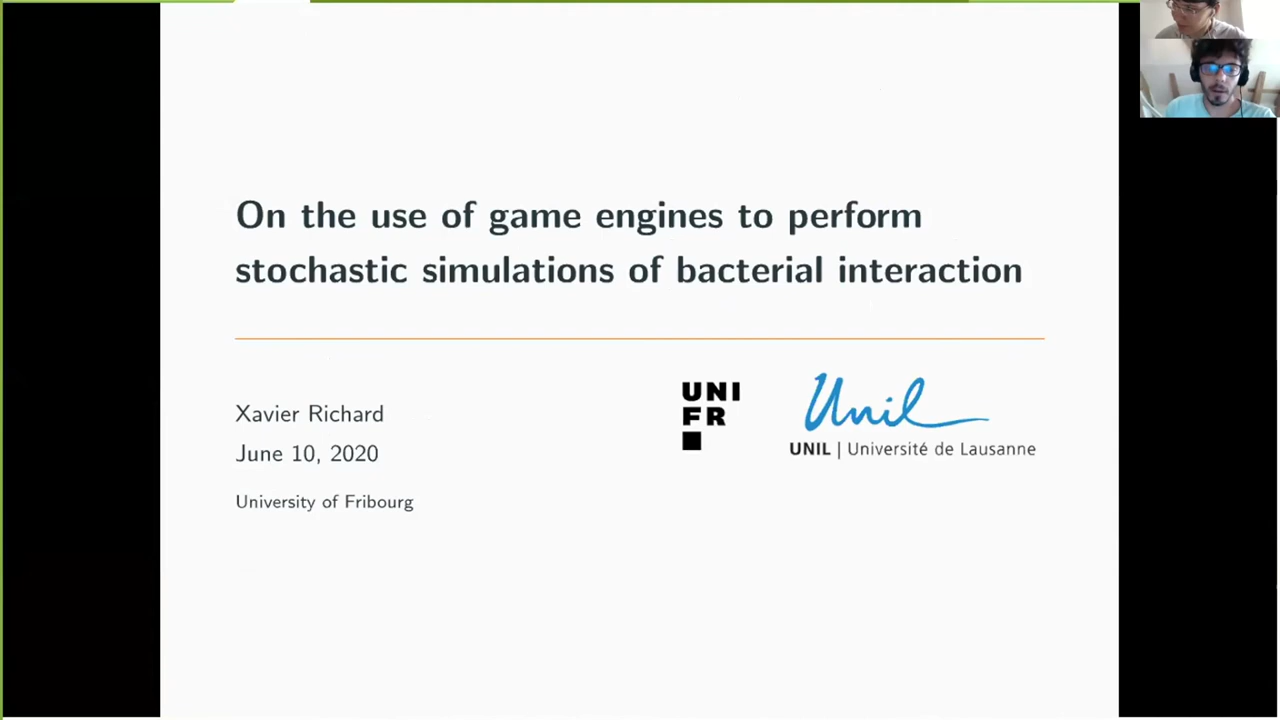 On the use of game engines to perform
stochastic simulations of bacterial interaction
Xavier Richard
June 10, 2020
University of Fribourg
UNI
FR
Unil
UNIL | Université de Lausanne